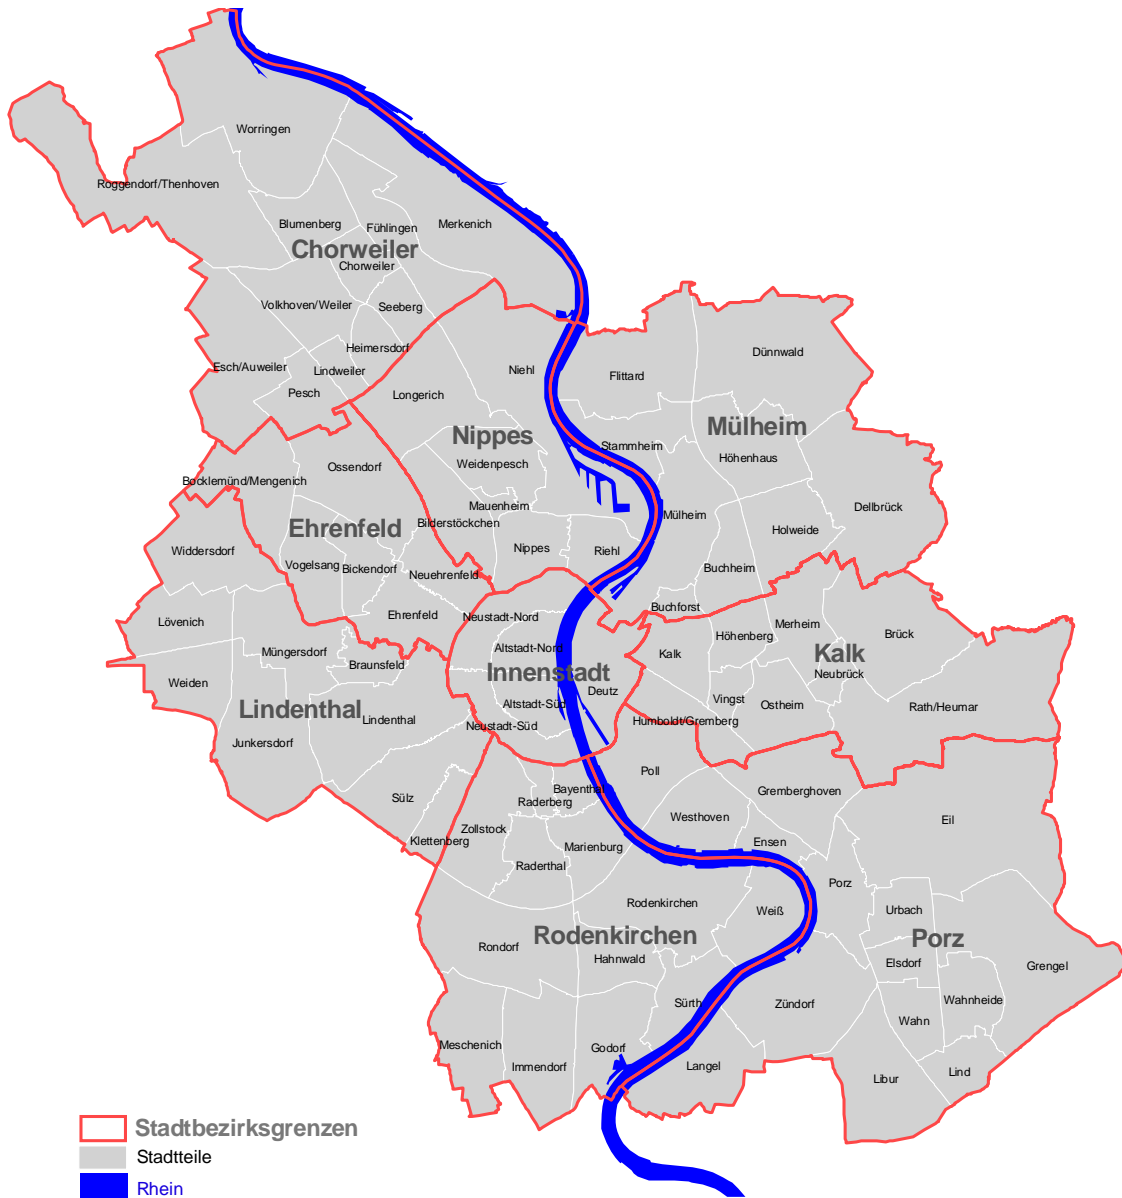 Worringen
Roggendorf/Thenhoven
Blumenberg
Fühlingen
Merkenich
Chorweiler
Chorweiler
Volkhoven/Weiler
Seeberg
Heimersdorf
Esch/Auweiler
Lindweiler
Pesch
Niehl
Longerich
Flittard
Dünnwald
Nippes
Mülheim
Stammheim
Höhenhaus
Weidenpesch
Ossendorf
Bocklemünd/Mengenich
Mauenheim
Mülheim
Dellbrück
Ehrenfeld
Bilderstöckchen
Holweide
Widdersdorf
Nippes
Riehl
Vogelsang
Bickendorf
Neuehrenfeld
Buchheim
Buchforst
Ehrenfeld
Neustadt-Nord
Lövenich
Merheim
Höhenberg
Brück
Müngersdorf
Altstadt-Nord
Kalk
Kalk
Braunsfeld
Innenstadt
Neubrück
Weiden
Deutz
Vingst
Ostheim
Altstadt-Süd
Rath/Heumar
Lindenthal
Lindenthal
Neustadt-Süd
Humboldt/Gremberg
Junkersdorf
Poll
Bayenthal
Gremberghoven
Sülz
Raderberg
Westhoven
Eil
Zollstock
Klettenberg
Ensen
Marienburg
Raderthal
Porz
Rodenkirchen
Weiß
Urbach
Rodenkirchen
Porz
Rondorf
Hahnwald
Elsdorf
Grengel
Sürth
Zündorf
Wahnheide
Wahn
Meschenich
Godorf
Immendorf
Langel
Libur
Lind
Stadtbezirksgrenzen
Stadtteile
Rhein